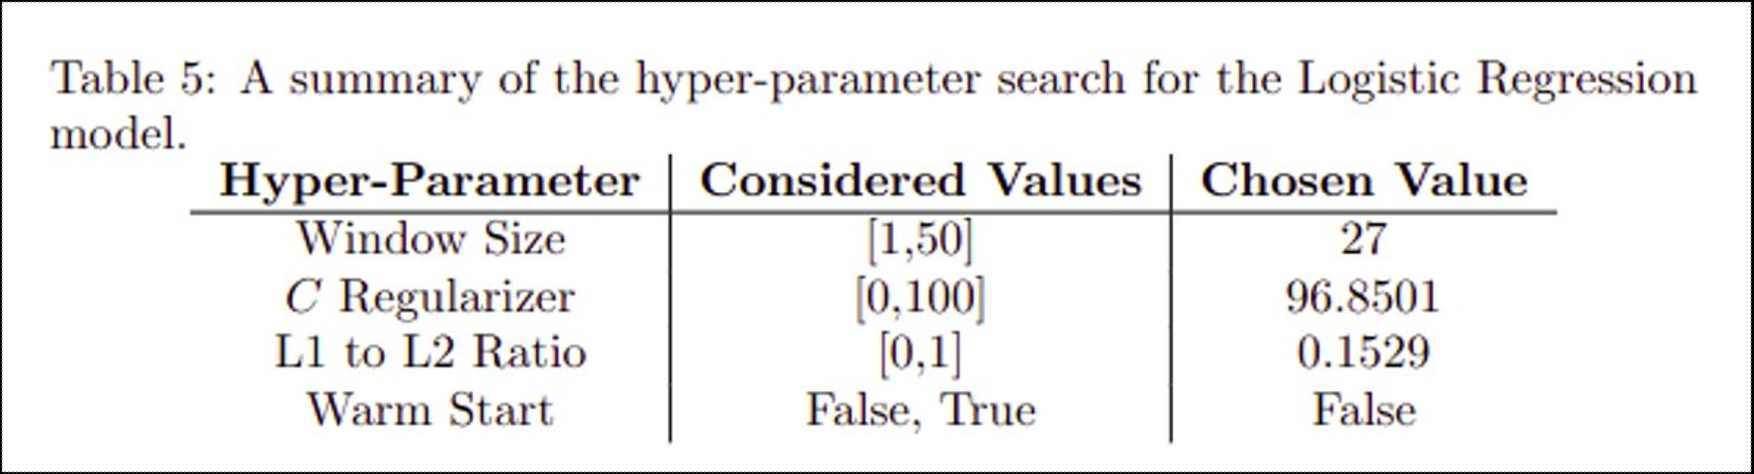 Table 5: A summary of the hyper-parameter search for the Logistic Regression
model.
Hyper-Parameter Considered Values Chosen Value
Window Size [1,50] 27
C Regularizer [0,100] 96.8501
L1 to L2 Ratio [0,1] 0.1529
Warm Start False, True False